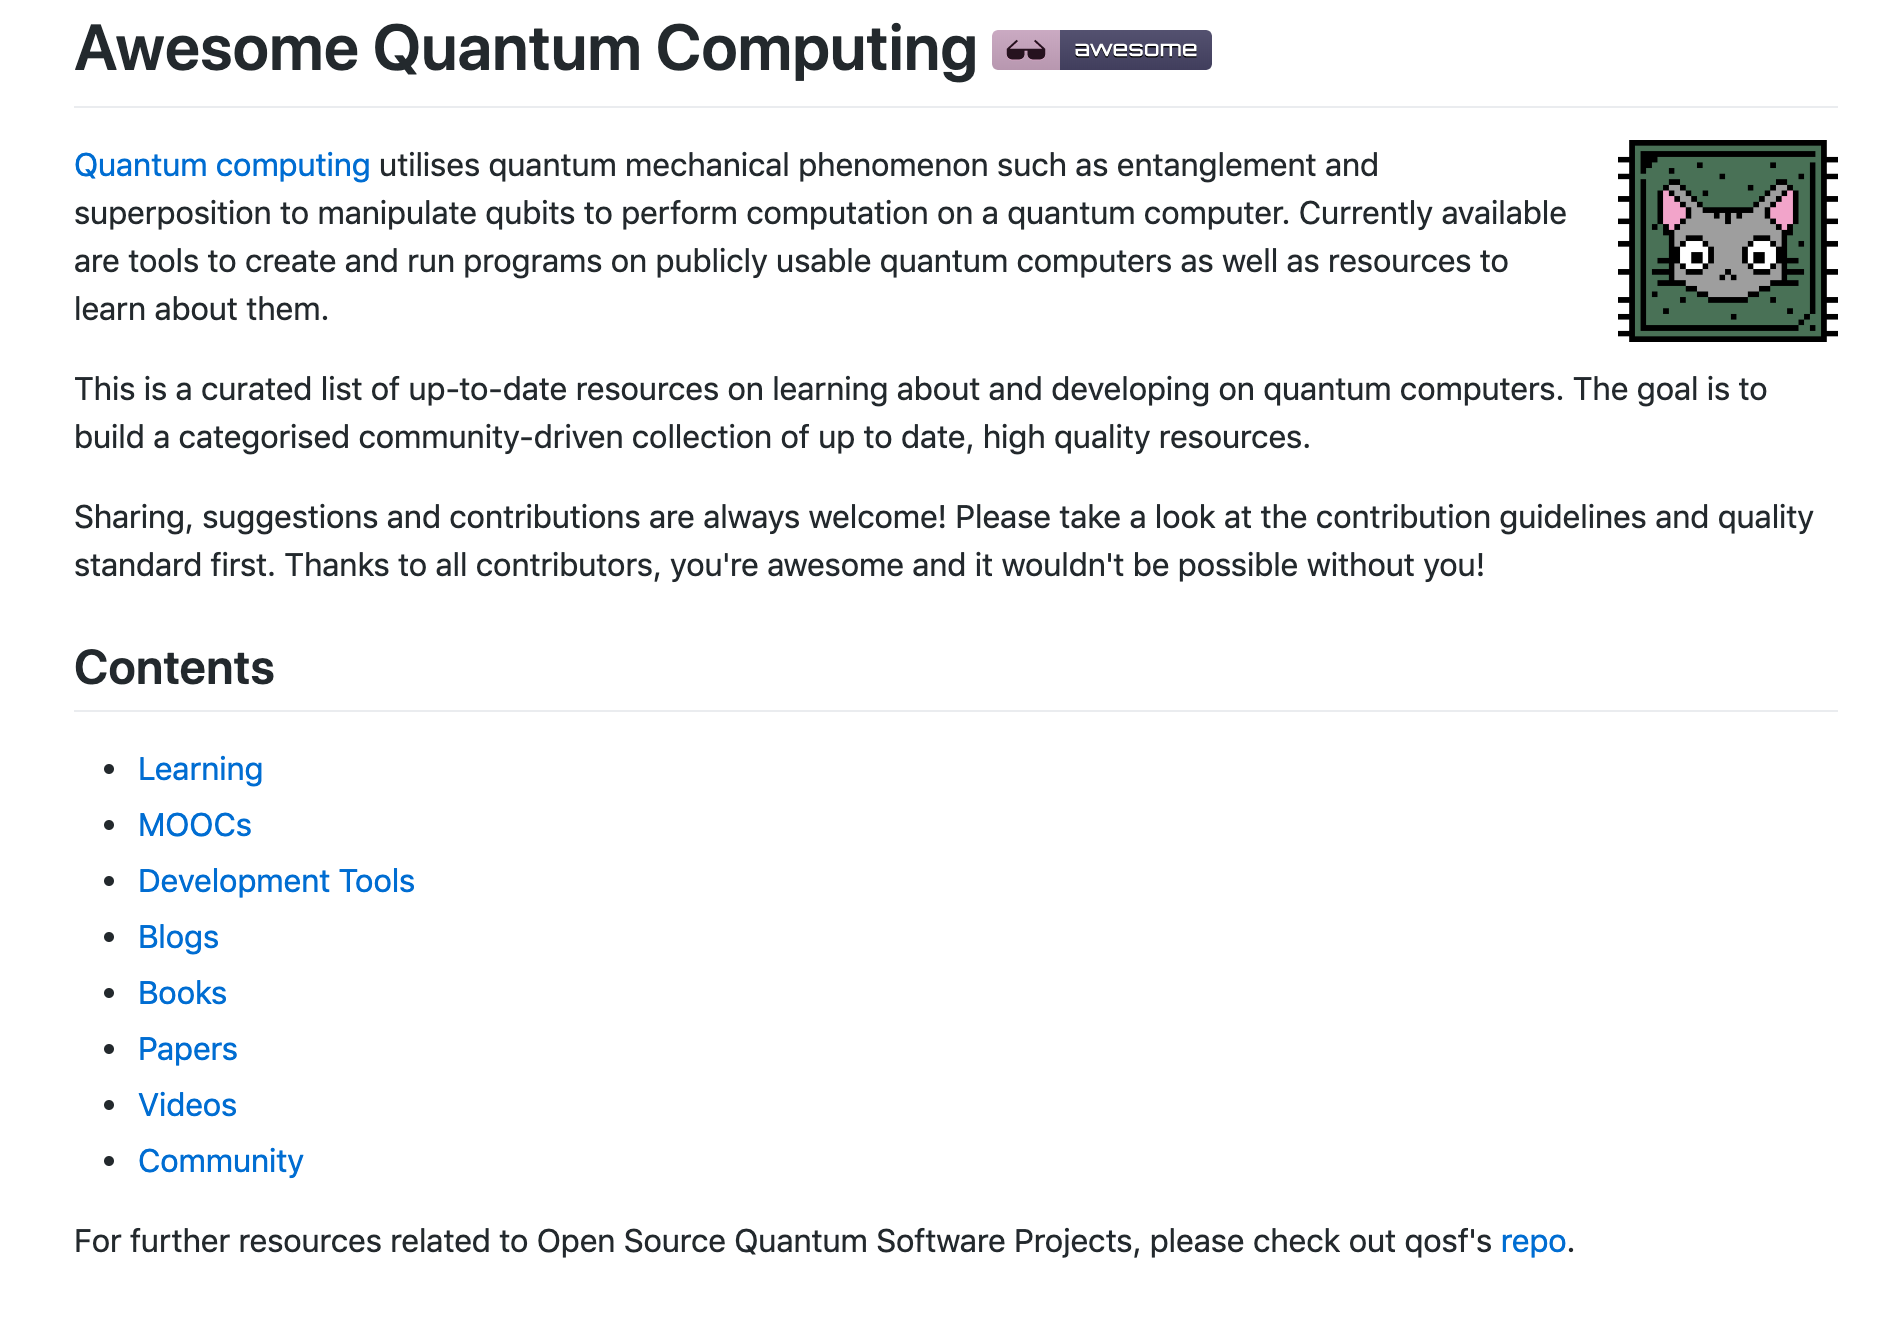 Awesome Quantum Computing awesome
Quantum computing utilises quantum mechanical phenomenon such as entanglement and
superposition to manipulate qubits to perform computation on a quantum computer. Currently available
are tools to create and run programs on publicly usable quantum computers as well as resources to
learn about them.
This is a curated list of up-to-date resources on learning about and developing on quantum computers. The goal is to
build a categorised community-driven collection of up to date, high quality resources.
Sharing, suggestions and contributions are always welcome! Please take a look at the contribution guidelines and quality
standard first. Thanks to all contributors, you're awesome and it wouldn't be possible without you!
Contents
• Learning
• MOOCs
• Development Tools
• Blogs
• Books
• Papers
• Videos
• Community
For further resources related to Open Source Quantum Software Projects, please check out qosf's repo.